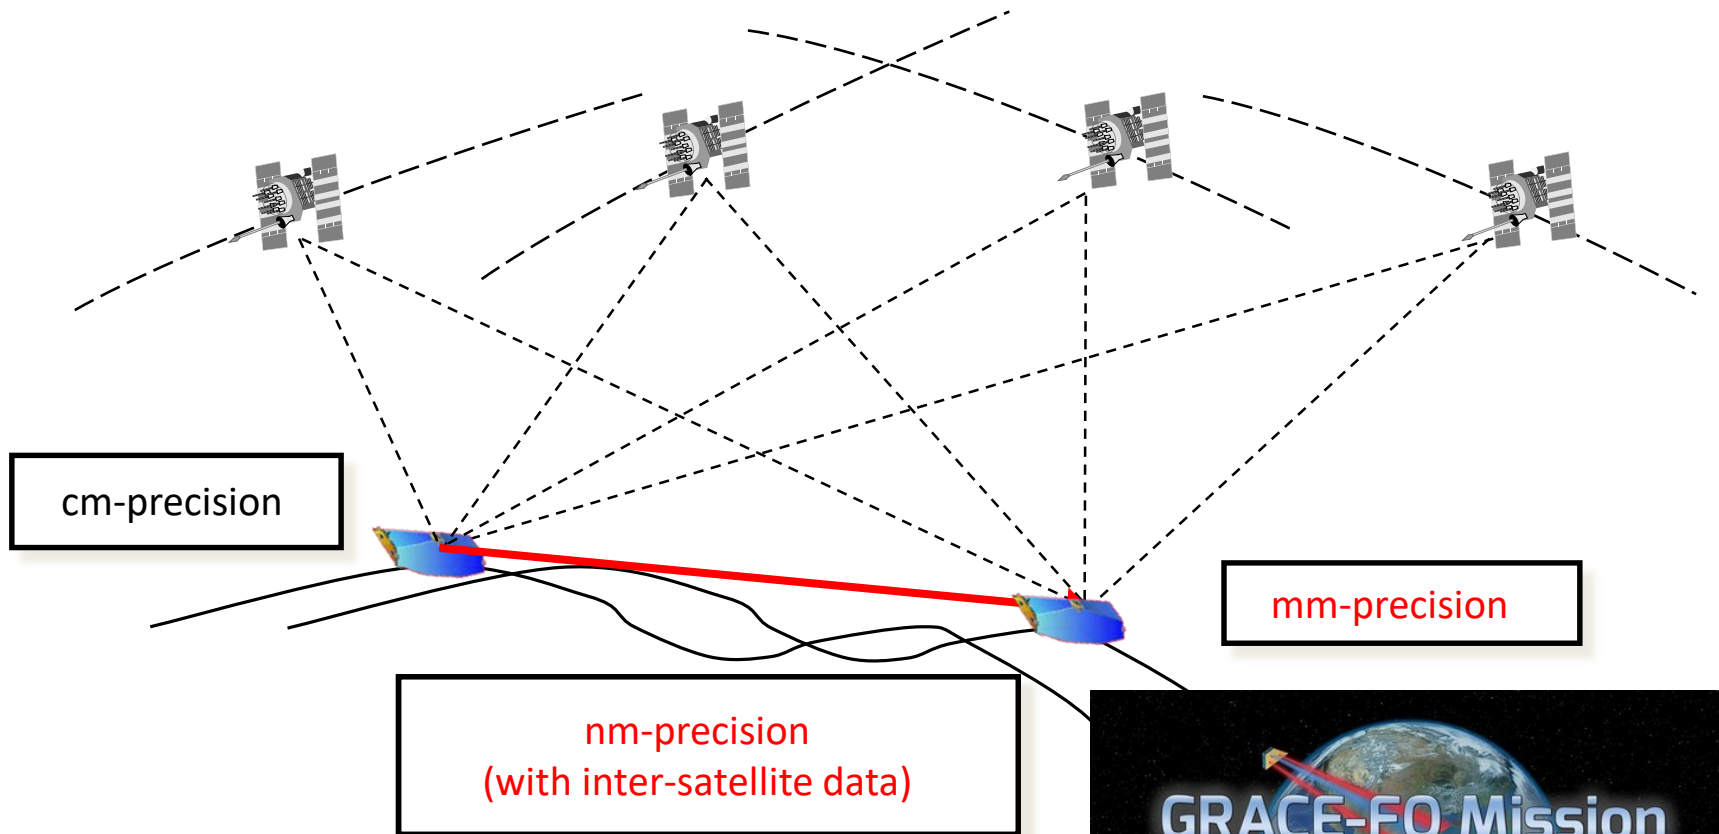 cm-precision
mm-precision
nm-precision
(with inter-satellite data)
GRACE-FO Mission